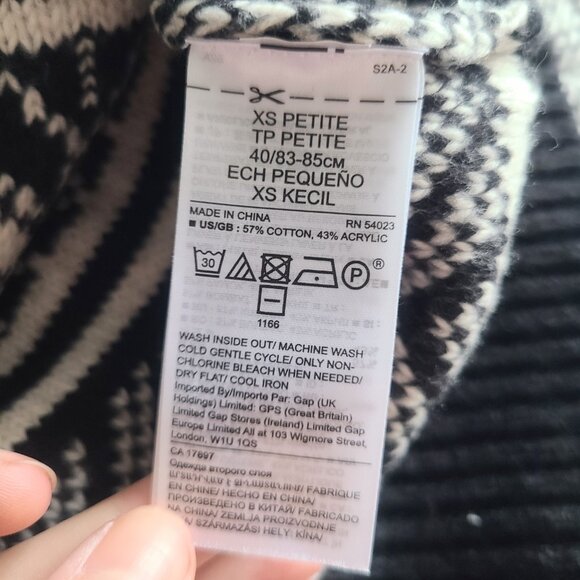 S2A-2
XS PETITE
TP PETITE
40/83-85CM
ECH PEQUEÑO
XS KECIL
MADE IN CHINA RN 54023
■ US/GB : 57% COTTON, 43% ACRYLIC
30 P ®
1166
WASH INSIDE OUT/ MACHINE WASH
COLD GENTLE CYCLE/ ONLY NON-
CHLORINE BLEACH WHEN NEEDED/
DRY FLAT/ COOL IRON
Imported By/Importe Par: Gap (UK
Holdings) Limited: GPS (Great Britain)
Limited Gap Stores (Ireland) Limited Gap
Europe Limited All at 103 Wigmore Street,
London, W1U 1QS
CA 17697
Одежда второго слоя
/ FABRIQUE
EN CHINE/ HECHO EN CHINA/
ПРОИЗВЕДЕНО В КИТАЕ/ FABRICADO
NA CHINA/ ZEMLJA PROIZVODNJE
/ SZÁRMAZÁSI HELY: KÍNA/